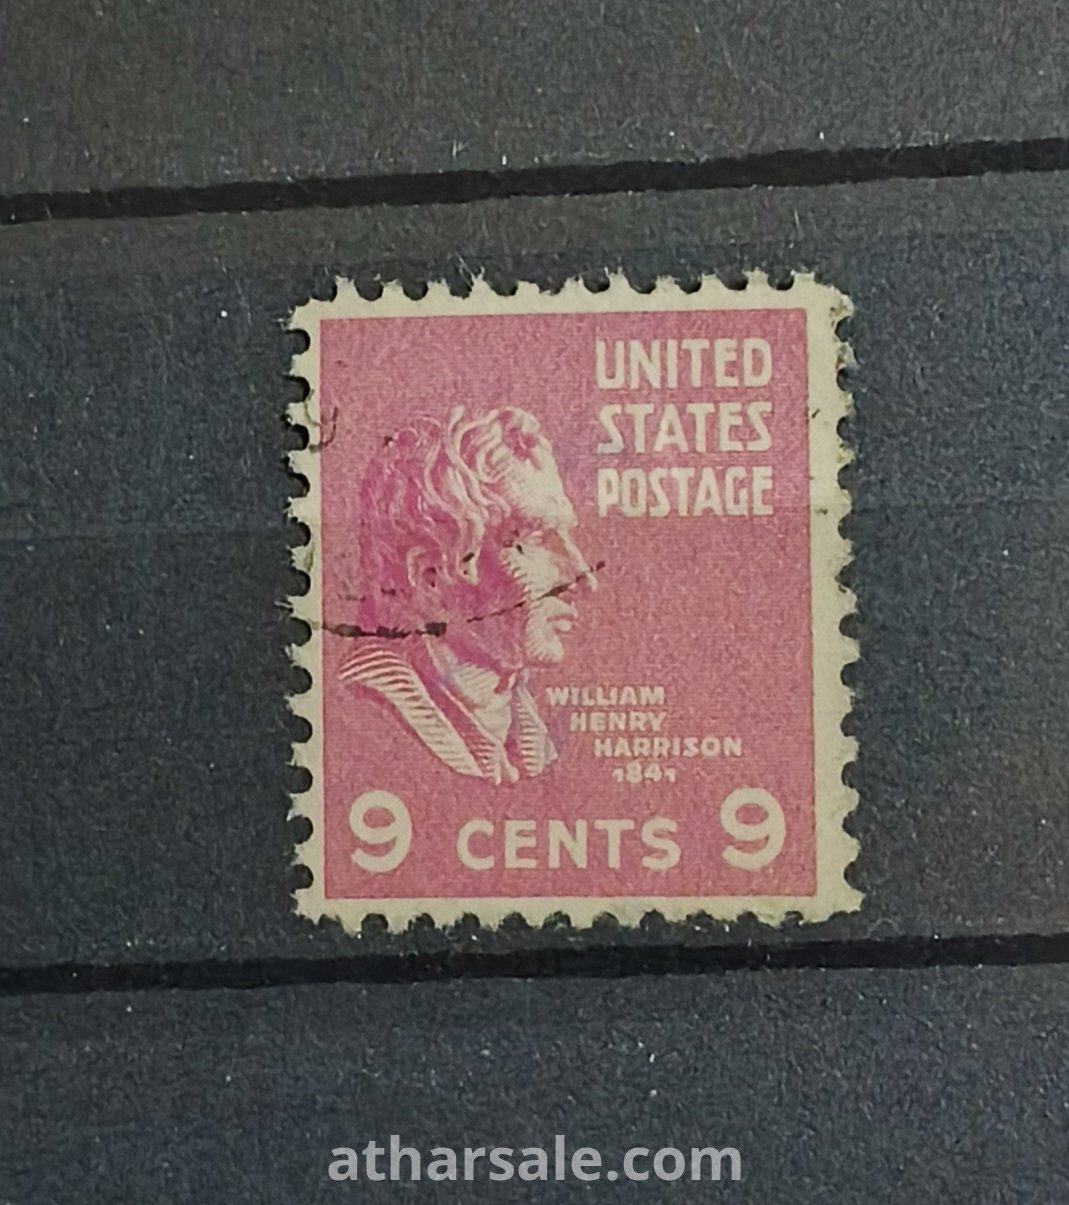 UNITED
STATES
POSTAGE
WILLIAM
HENRY
HARRISON
1841
9 CENTS 9
atharsale.com